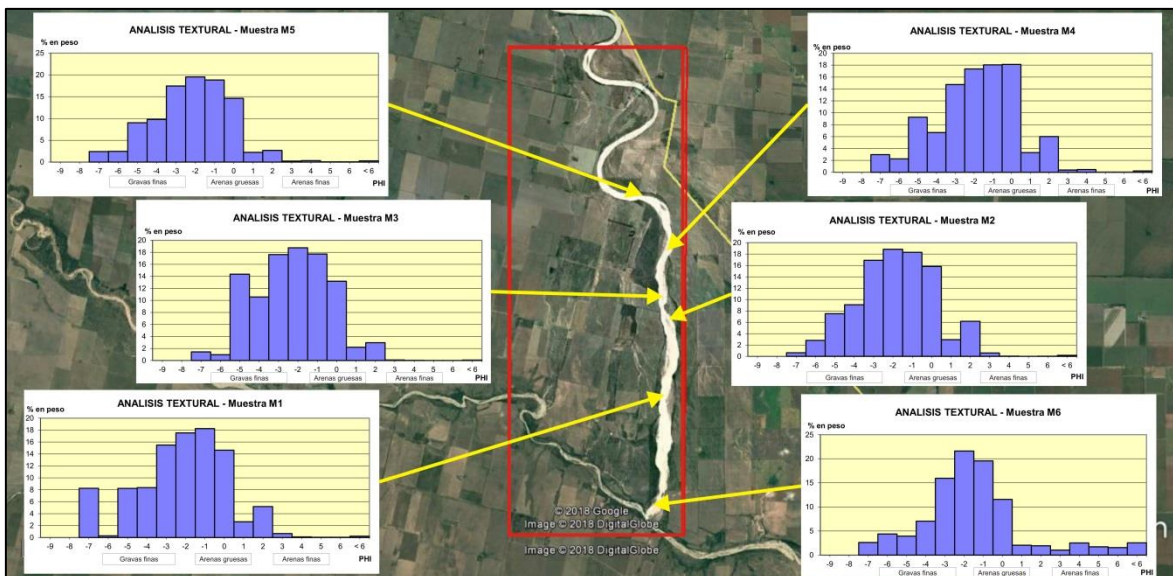 ANALISIS TEXTURAL - Muestra M5
% en peso
25
20
15
10
5
0
-9 -8 -7 -6 -5 -4 -3 -2 -1 0 1 2 3 4 5 6 < 6
Gravas finas Arenas gruesas Arenas finas PHI
ANALISIS TEXTURAL - Muestra M4
% en peso
20
18
16
14
12
10
8
6
4
2
0
-9 -8 -7 -6 -5 -4 -3 -2 -1 0 1 2 3 4 5 6 < 6
Gravas finas Arenas gruesas Arenas finas PHI
ANALISIS TEXTURAL - Muestra M3
% en peso
20
18
16
14
12
10
8
6
4
2
0
-9 -8 -7 -6 -5 -4 -3 -2 -1 0 1 2 3 4 5 6 < 6
Gravas finas Arenas gruesas Arenas finas PHI
ANALISIS TEXTURAL - Muestra M2
% en peso
20
18
16
14
12
10
8
6
4
2
0
-9 -8 -7 -6 -5 -4 -3 -2 -1 0 1 2 3 4 5 6 < 6
Gravas finas Arenas gruesas Arenas finas PHI
ANALISIS TEXTURAL - Muestra M1
% en peso
20
18
16
14
12
10
8
6
4
2
0
-9 -8 -7 -6 -5 -4 -3 -2 -1 0 1 2 3 4 5 6 < 6
Gravas finas Arenas gruesas Arenas finas PHI
ANALISIS TEXTURAL - Muestra M6
% en peso
25
20
15
10
5
0
-9 -8 -7 -6 -5 -4 -3 -2 -1 0 1 2 3 4 5 6 < 6
Gravas finas Arenas gruesas Arenas finas PHI
© 2018 Google
Image © 2018 DigitalGlobe
Image © 2018 DigitalGlobe